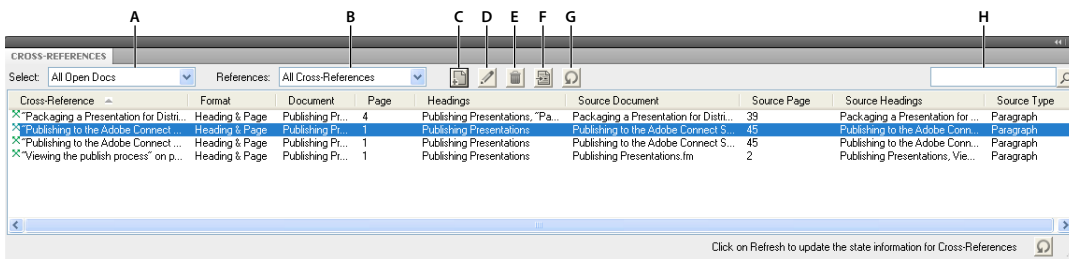 A B C D E F G H
CROSS-REFERENCES
Select: All Open Docs References: All Cross-References
Cross-Reference Format Document Page Headings Source Document Source Page Source Headings Source Type
"Packaging a Presentation for Distri... Heading & Page Publishing Pr... 4 Publishing Presentations, "Pa... Packaging a Presentation for Distri... 39 Packaging a Presentation for ... Paragraph
"Publishing to the Adobe Connect ... Heading & Page Publishing Pr... 1 Publishing Presentations Publishing to the Adobe Connect S... 45 Publishing to the Adobe Conn... Paragraph
"Publishing to the Adobe Connect ... Heading & Page Publishing Pr... 1 Publishing Presentations Publishing to the Adobe Connect S... 45 Publishing to the Adobe Conn... Paragraph
"Viewing the publish process" on p... Heading & Page Publishing Pr... 1 Publishing Presentations Publishing Presentations.fm 2 Publishing Presentations, Vie... Paragraph
Click on Refresh to update the state information for Cross-References